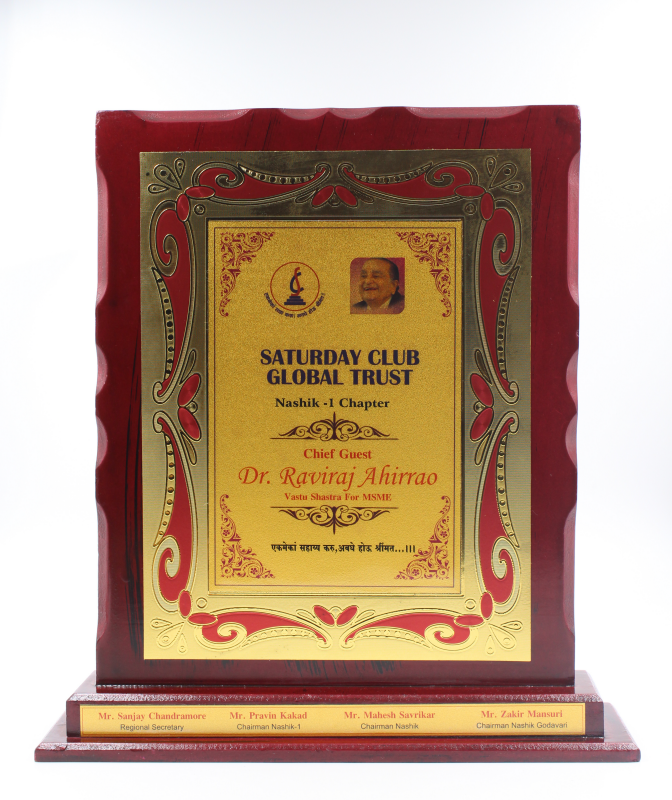 SATURDAY CLUB
GLOBAL TRUST
Nashik -1 Chapter
Chief Guest
Dr. Raviraj Ahirrao
Vastu Shastra For MSME
एकमेकां सहाय्य करु,अवघे होऊ श्रीमंत...।।।
Mr. Sanjay Chandramore Mr. Pravin Kakad Mr. Mahesh Savrikar Mr. Zakir Mansuri
Regional Secretary Chairman Nashik-1 Chairman Nashik Chairman Nashik Godavari